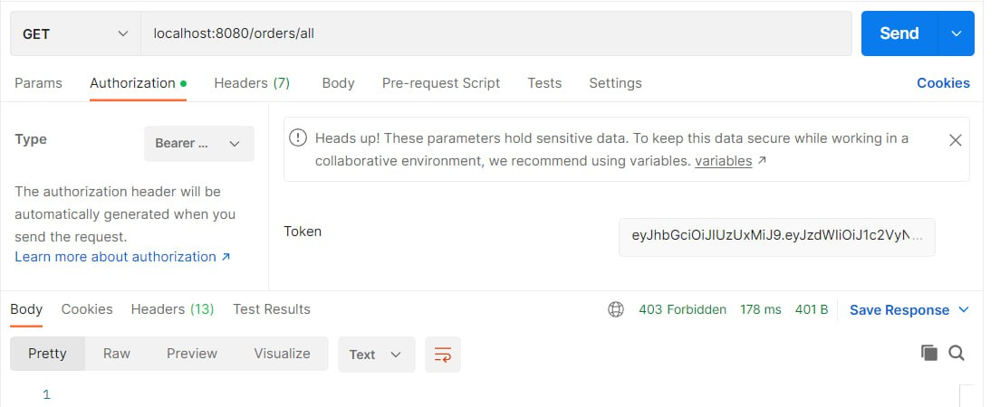 GET localhost:8080/orders/all Send
Params Authorization Headers (7) Body Pre-request Script Tests Settings Cookies
Type Bearer ...
The authorization header will be
automatically generated when you
send the request.
Learn more about authorization ↗
Heads up! These parameters hold sensitive data. To keep this data secure while working in a
collaborative environment, we recommend using variables. variables ↗
Token eyJhbGciOiJIUzUxMiJ9.eyJzdWIiOiJ1c2VyN...
Body Cookies Headers (13) Test Results 403 Forbidden 178 ms 401 B Save Response
Pretty Raw Preview Visualize Text
1